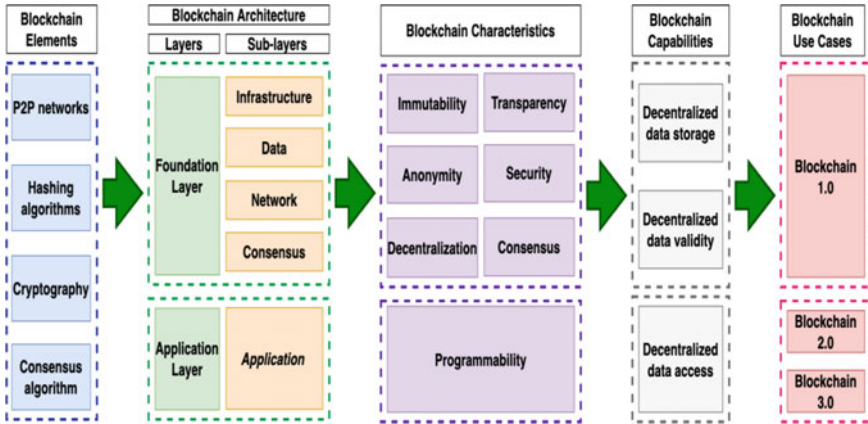 Blockchain
Elements
P2P networks
Hashing
algorithms
Cryptography
Consensus
algorithm
Blockchain Architecture
Layers
Sub-layers
Foundation
Layer
Infrastructure
Data
Network
Consensus
Application
Layer
Application
Blockchain Characteristics
Immutability
Transparency
Anonymity
Security
Decentralization
Consensus
Programmability
Blockchain
Capabilities
Decentralized
data storage
Decentralized
data validity
Decentralized
data access
Blockchain
Use Cases
Blockchain
1.0
Blockchain
2.0
Blockchain
3.0